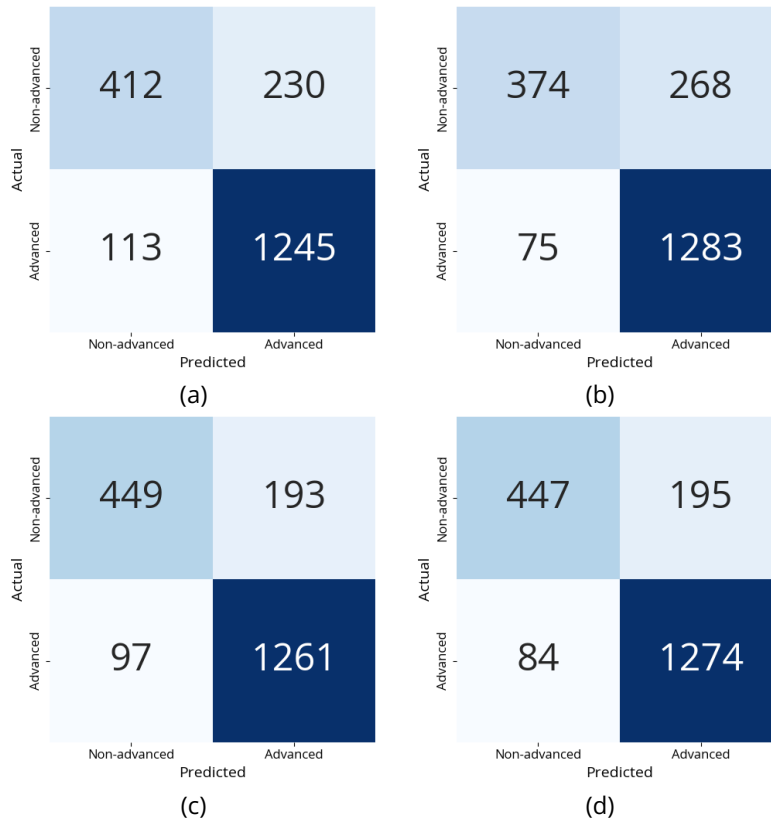 Actual
Non-advanced
412
230
Advanced
113
1245
Non-advanced
Advanced
Predicted
(a)
Actual
Non-advanced
374
268
Advanced
75
1283
Non-advanced
Advanced
Predicted
(b)
Actual
Non-advanced
449
193
Advanced
97
1261
Non-advanced
Advanced
Predicted
(c)
Actual
Non-advanced
447
195
Advanced
84
1274
Non-advanced
Advanced
Predicted
(d)